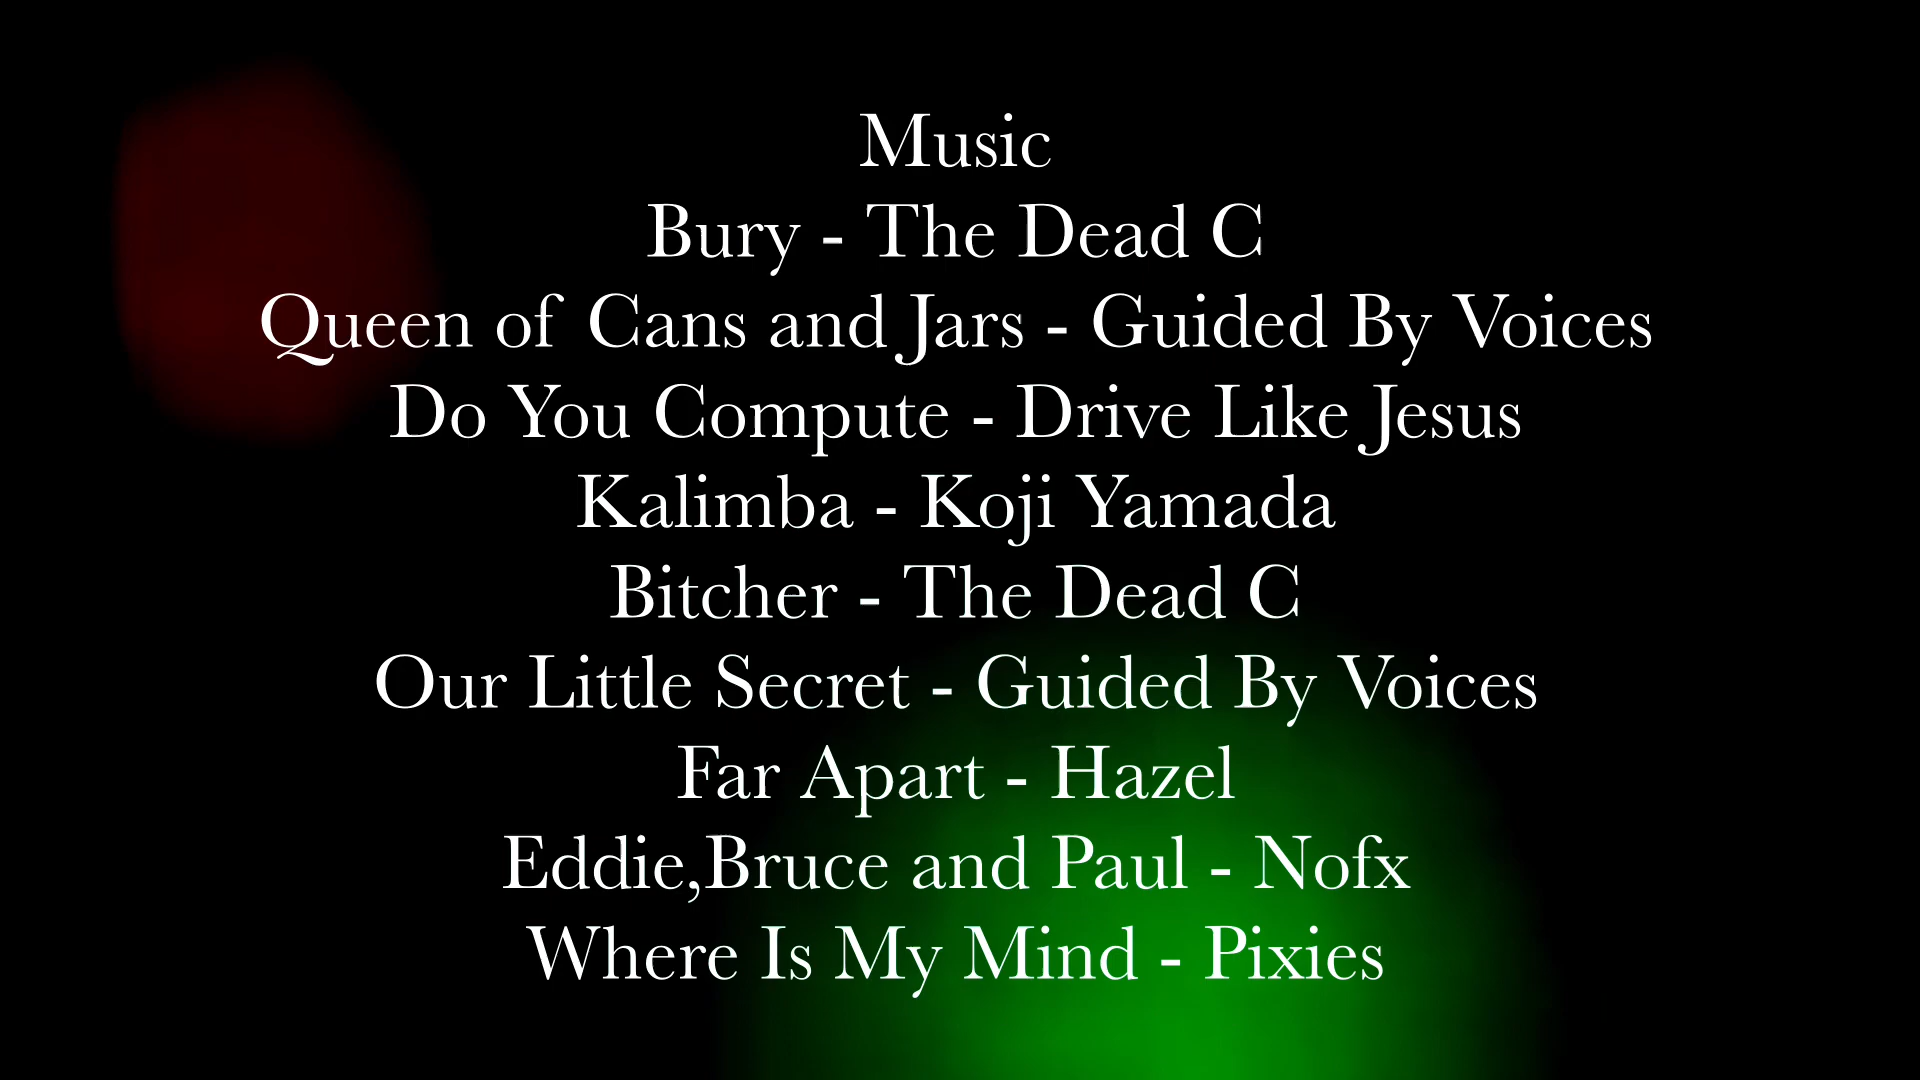 Music
Bury - The Dead C
Queen of Cans and Jars - Guided By Voices
Do You Compute - Drive Like Jesus
Kalimba - Koji Yamada
Bitcher - The Dead C
Our Little Secret - Guided By Voices
Far Apart - Hazel
Eddie,Bruce and Paul - Nofx
Where Is My Mind - Pixies